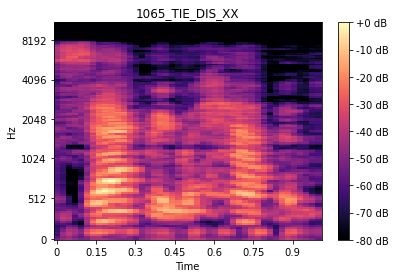 1065_TIE_DIS_XX
+0 dB
8192
-10 dB
4096
-20 dB
-30 dB
2048
-40 dB
Hz
1024
-50 dB
512
-60 dB
-70 dB
0
-80 dB
0 0.15 0.3 0.45 0.6 0.75 0.9
Time